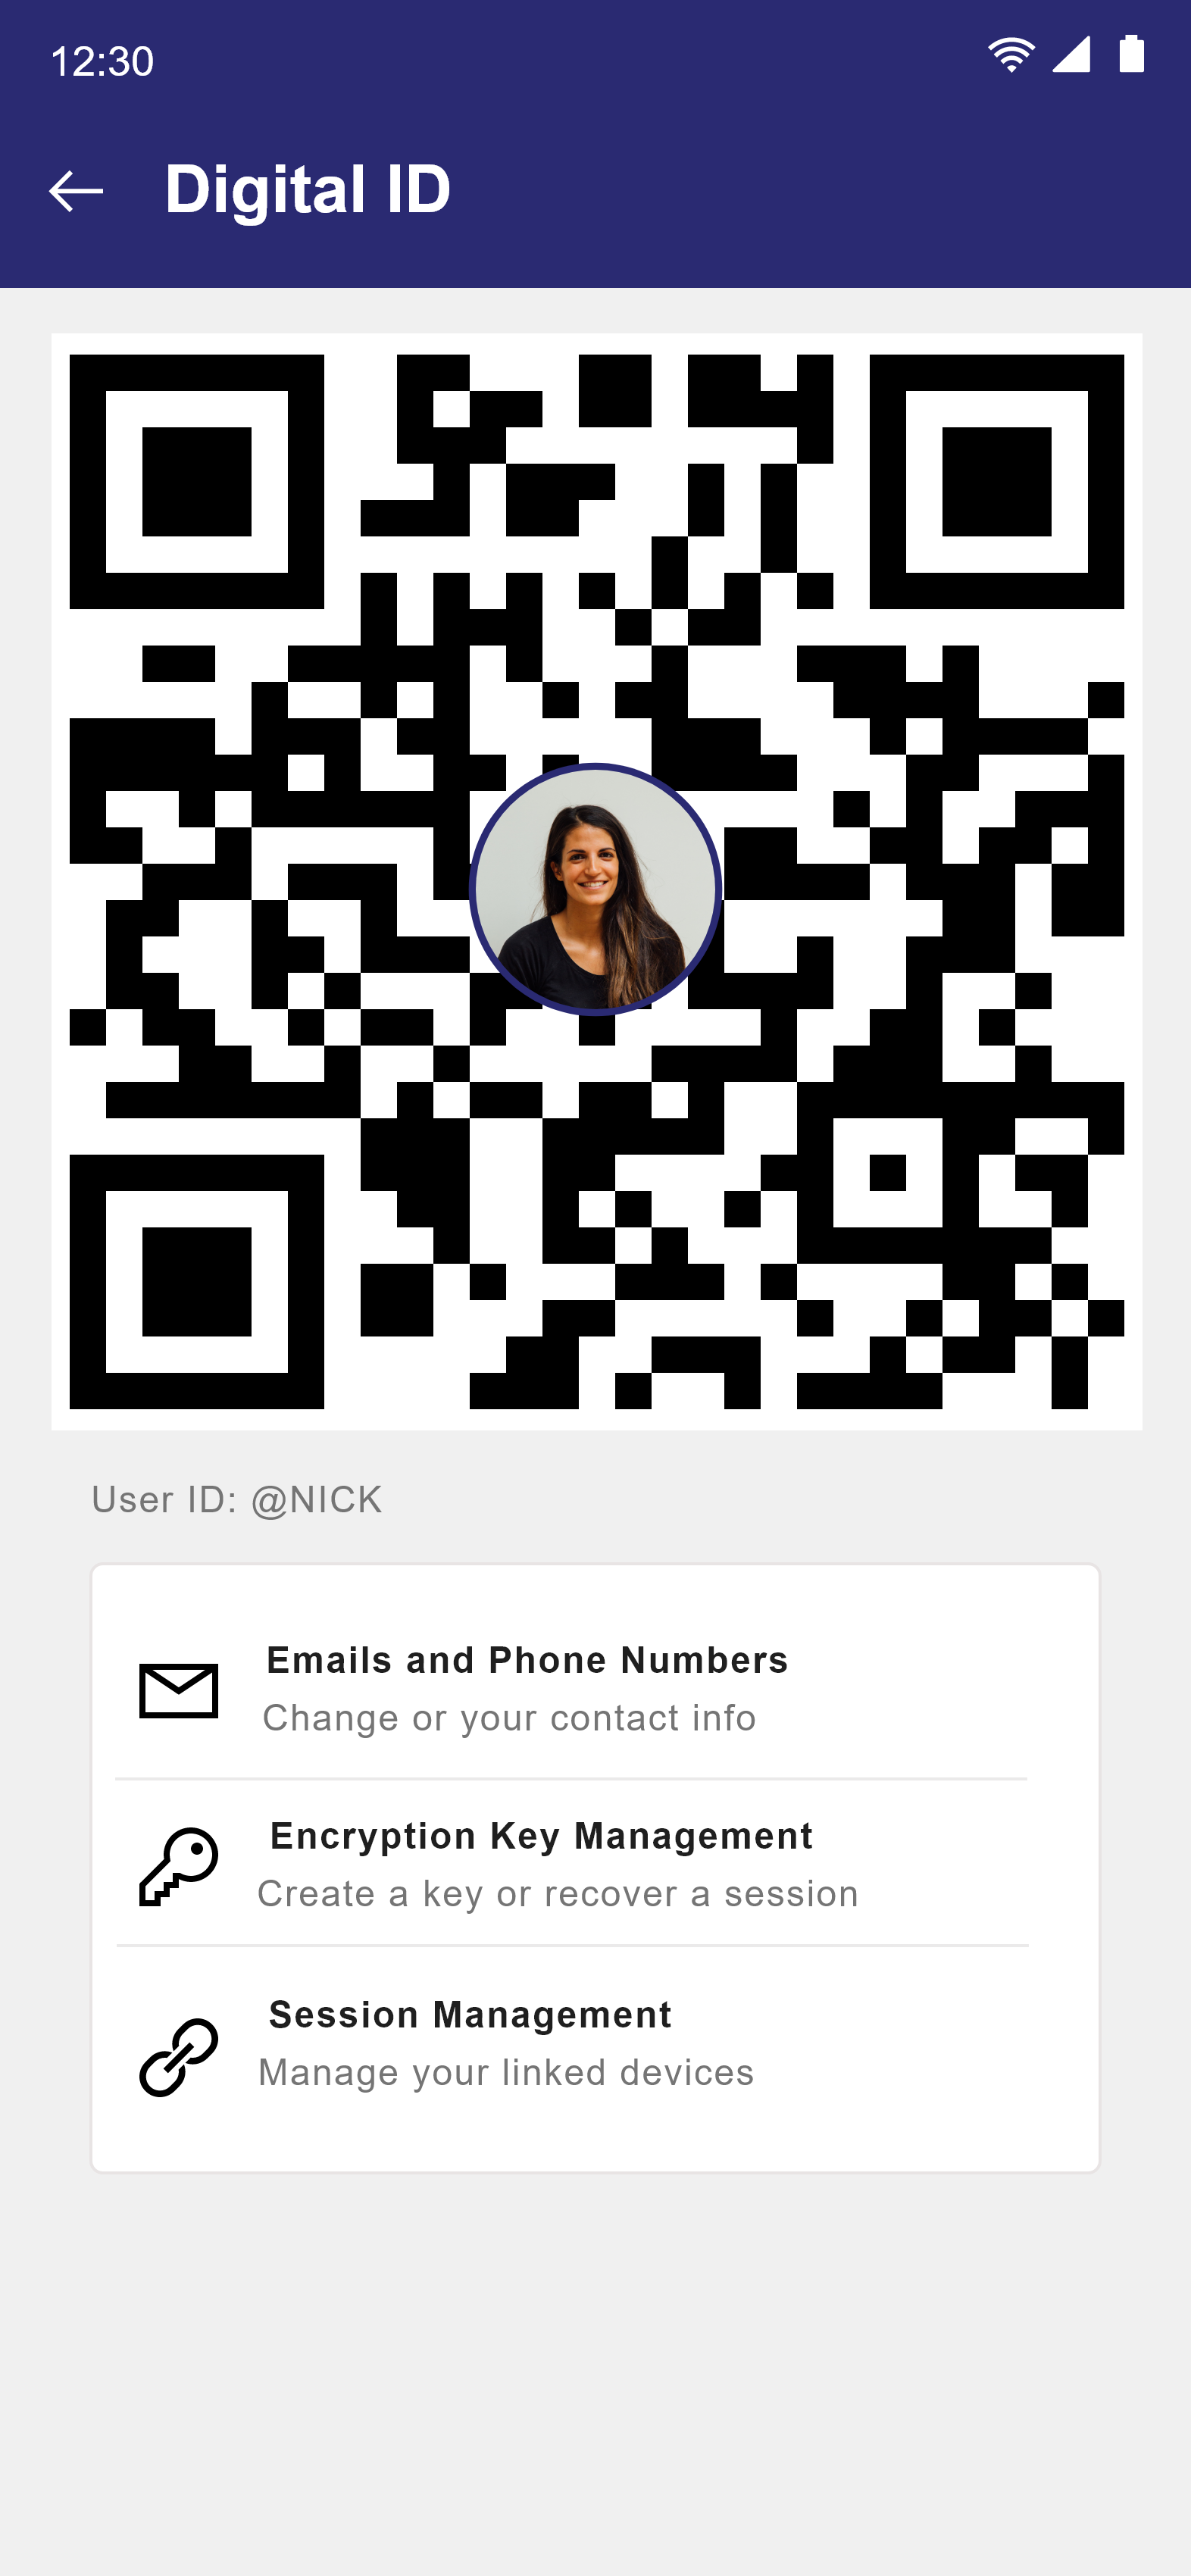 12:30
Digital ID
User ID: @NICK
Emails and Phone Numbers
Change or your contact info
Encryption Key Management
Create a key or recover a session
Session Management
Manage your linked devices